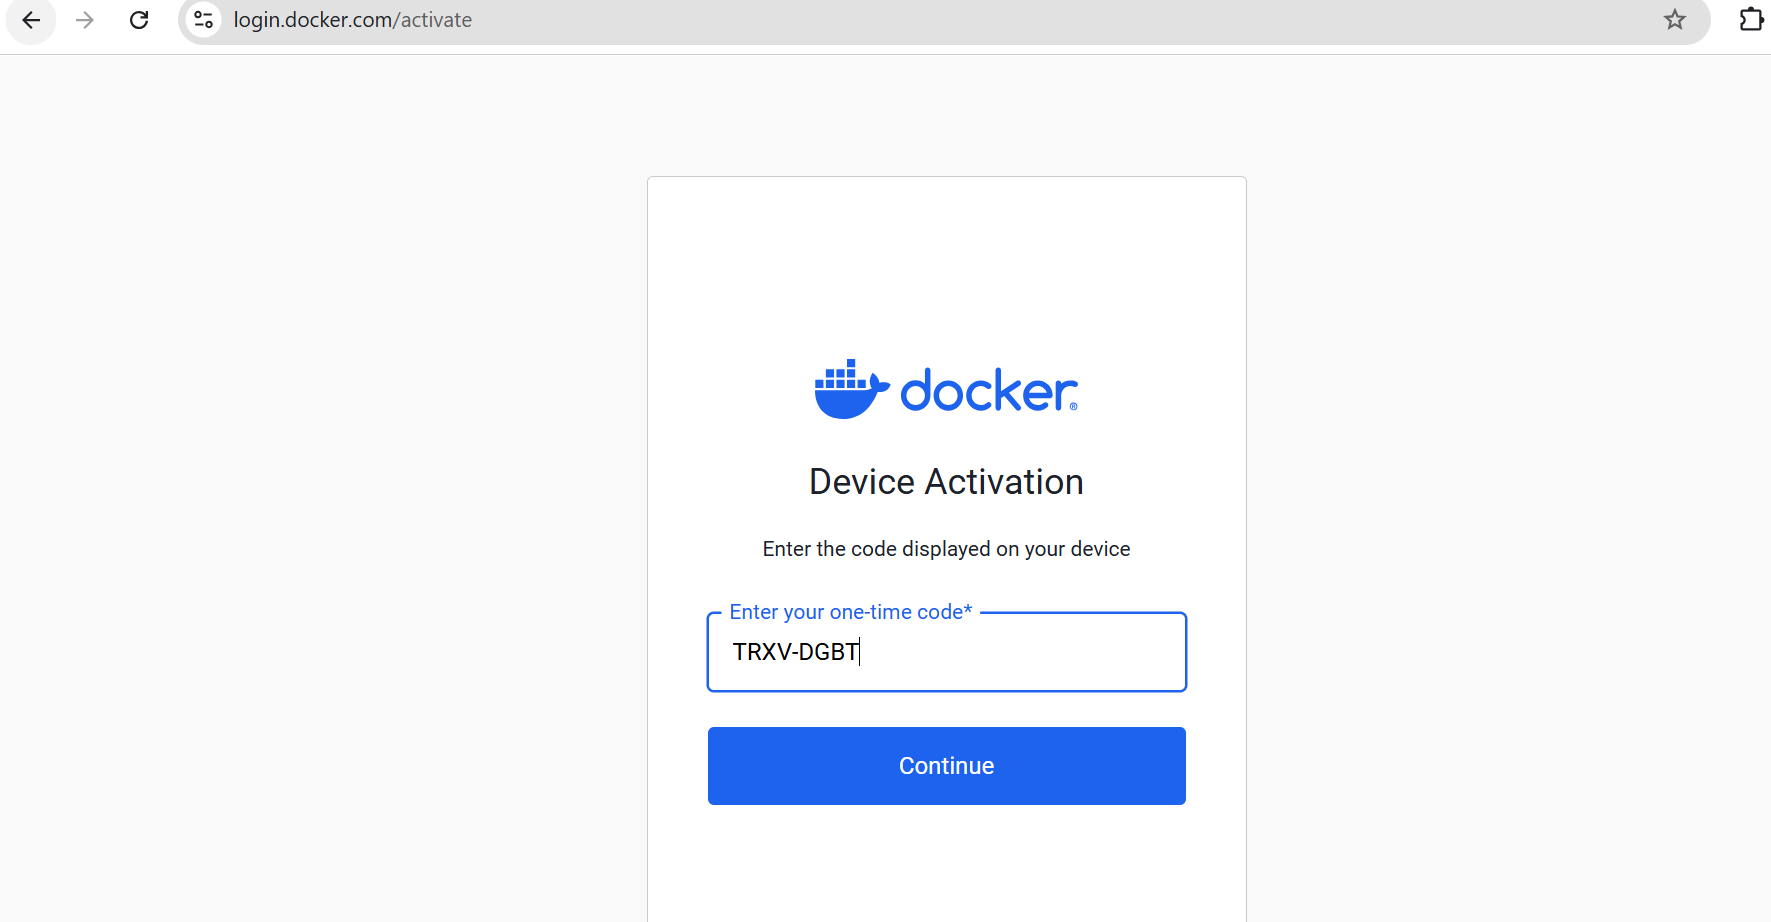 login.docker.com/activate
docker®
Device Activation
Enter the code displayed on your device
Enter your one-time code*
TRXV-DGBT
Continue